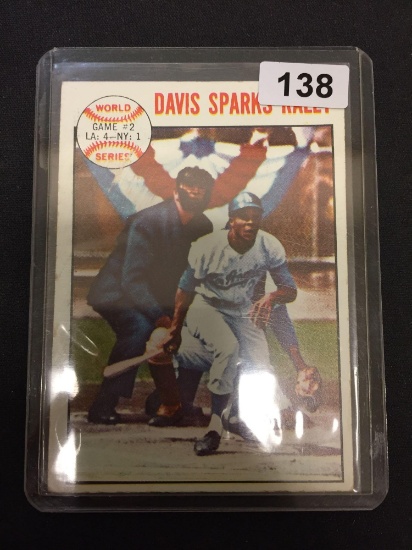 WORLD
GAME #2
LA: 4—NY: 1
SERIES
DAVIS SPARKS RALLY
138